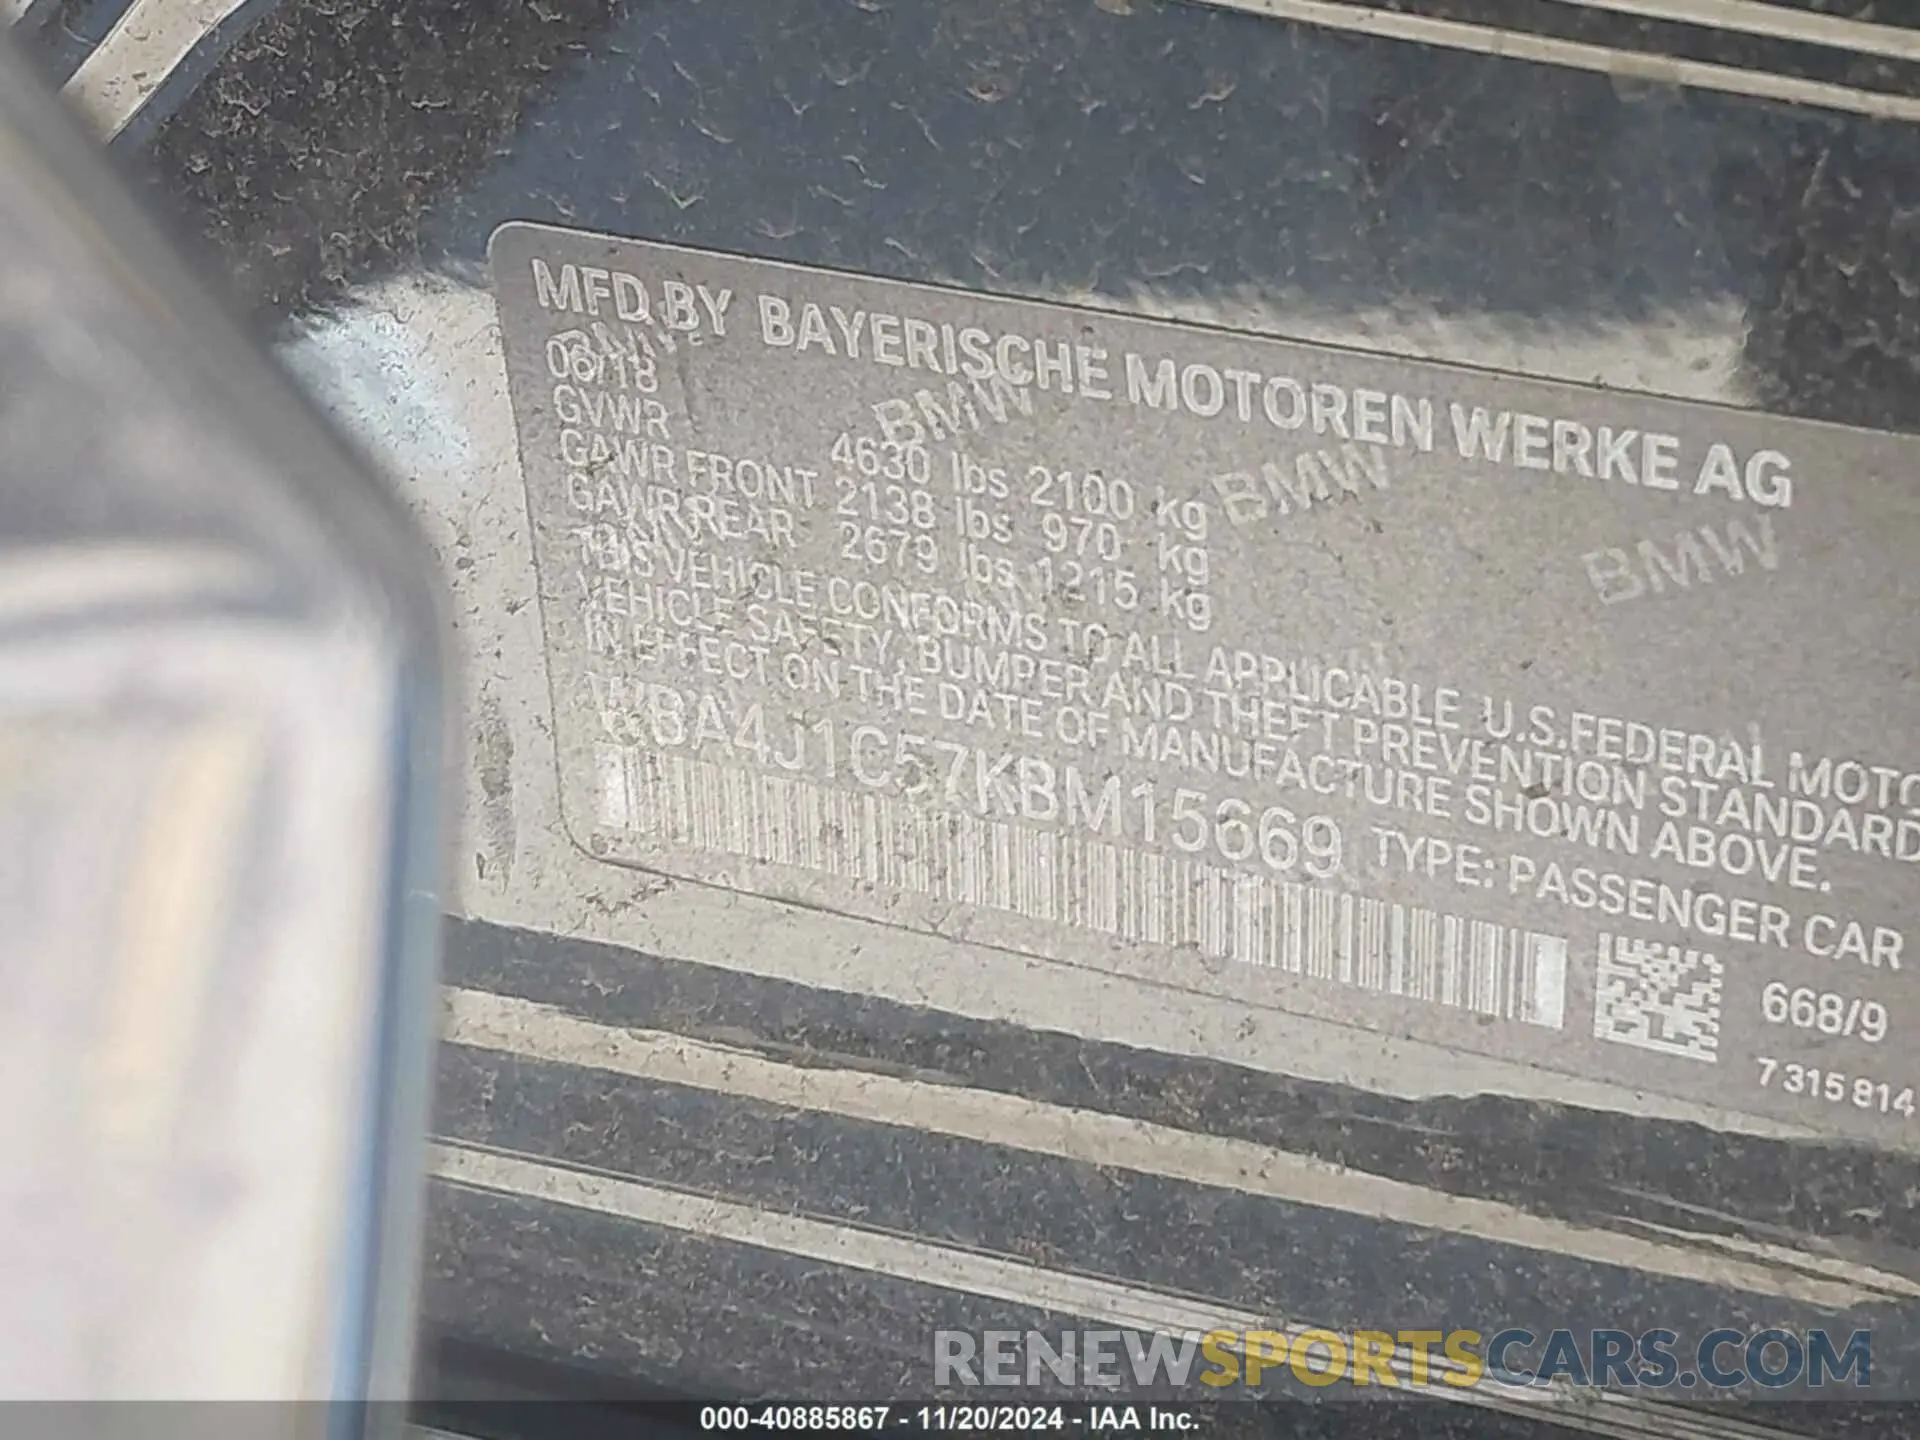 MFD BY BAYERISCHE MOTOREN WERKE AG
06/18
GVWR 4630 lbs 2100 kg
GAWR FRONT 2138 lbs 970 kg
GAWR REAR 2679 lbs 1215 kg
THIS VEHICLE CONFORMS TO ALL APPLICABLE U.S.FEDERAL MOTO
VEHICLE SAFETY, BUMPER AND THEFT PREVENTION STANDARD
IN EFFECT ON THE DATE OF MANUFACTURE SHOWN ABOVE.
WBA4J1C57KBM15669 TYPE: PASSENGER CAR
668/9
7 315 814
BMW
BMW
BMW
RENEWSPORTSCARS.COM
000-40885867 - 11/20/2024 - IAA Inc.